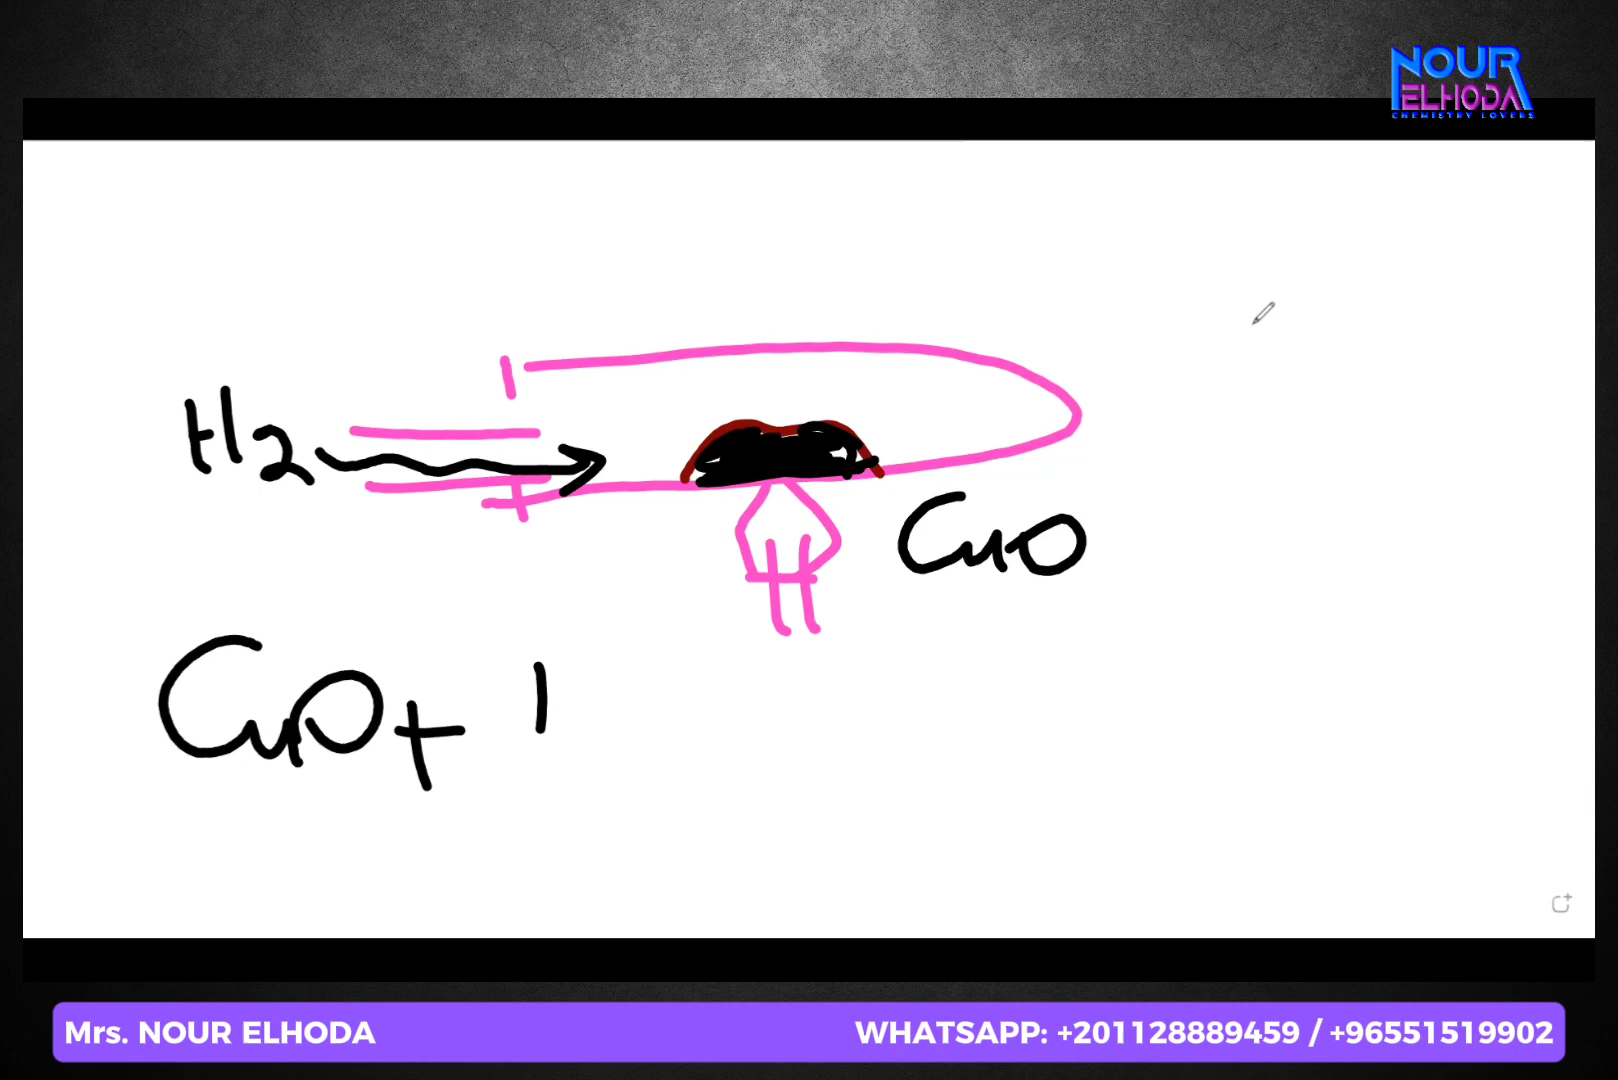 NOUR
ELHODA
CHEMISTRY LOVERS
H2
CuO
CuO +
Mrs. NOUR ELHODA
WHATSAPP: +201128889459 / +96551519902